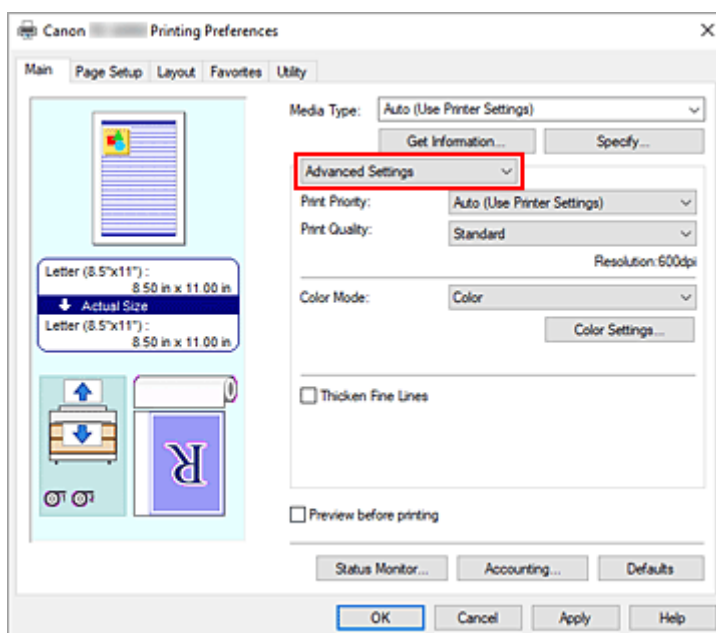 Canon Printing Preferences
Main Page Setup Layout Favorites Utility
Media Type: Auto (Use Printer Settings)
Get Information... Specify...
Advanced Settings
Print Priority: Auto (Use Printer Settings)
Print Quality: Standard
Resolution:600dpi
Letter (8.5"x11") :
8.50 in x 11.00 in
Actual Size
Letter (8.5"x11") :
8.50 in x 11.00 in
Color Mode: Color
Color Settings...
Thicken Fine Lines
R
Preview before printing
Status Monitor... Accounting... Defaults
OK Cancel Apply Help